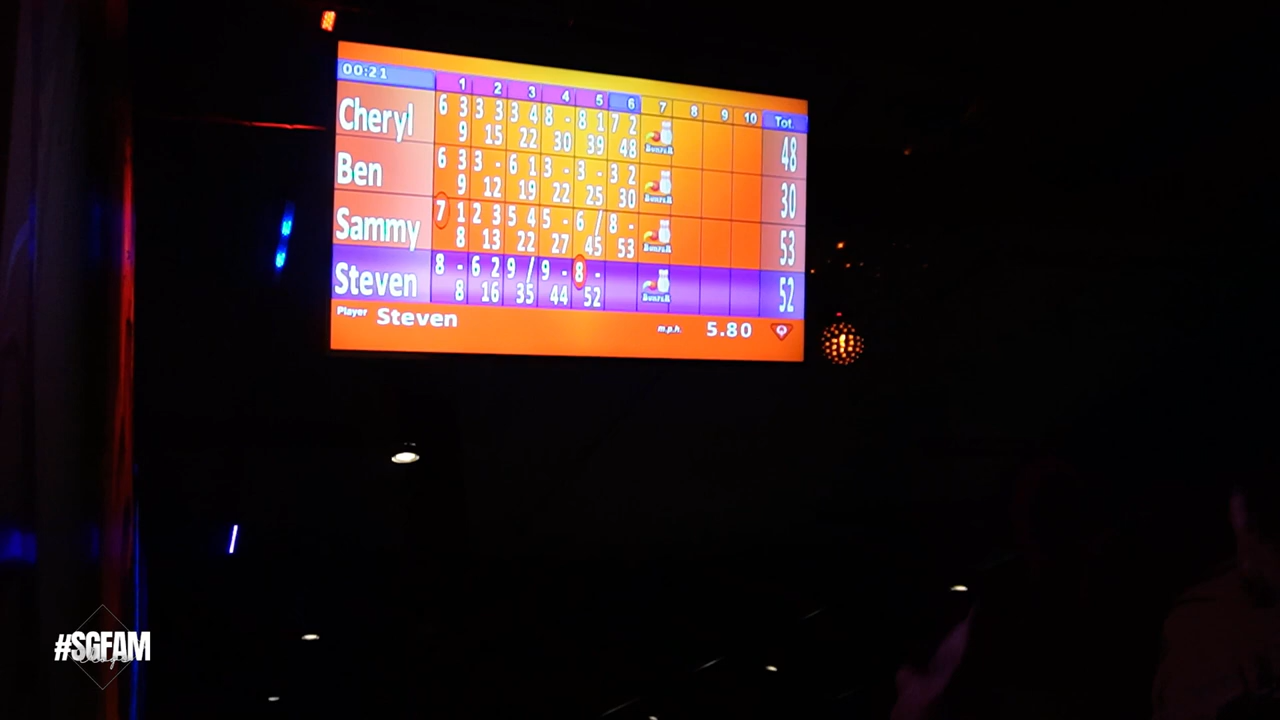 00:21 1 2 3 4 5 6 7 8 9 10 Tot.
Cheryl 6 3 3 3 3 4 8 - 8 1 7 2
9 15 22 30 39 48 48
Ben 6 3 3 - 6 1 3 - 3 - 3 2
9 12 19 22 25 30 30
Sammy 7 1 2 3 5 4 5 - 6 / 8 -
8 13 22 27 45 53 53
Steven 8 - 6 2 9 / 9 - 8 -
8 16 35 44 52 52
Player Steven m.p.h. 5.80
#SGFAM
vlogs